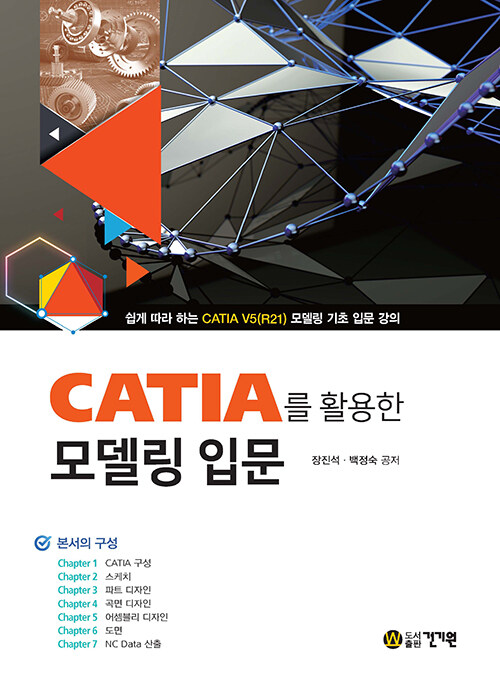 쉽게 따라 하는 CATIA V5(R21) 모델링 기초 입문 강의
CATIA를 활용한
모델링 입문
장진석 · 백정숙 공저
본서의 구성
Chapter 1 CATIA 구성
Chapter 2 스케치
Chapter 3 파트 디자인
Chapter 4 곡면 디자인
Chapter 5 어셈블리 디자인
Chapter 6 도면
Chapter 7 NC Data 산출
W 도서출판 건기원